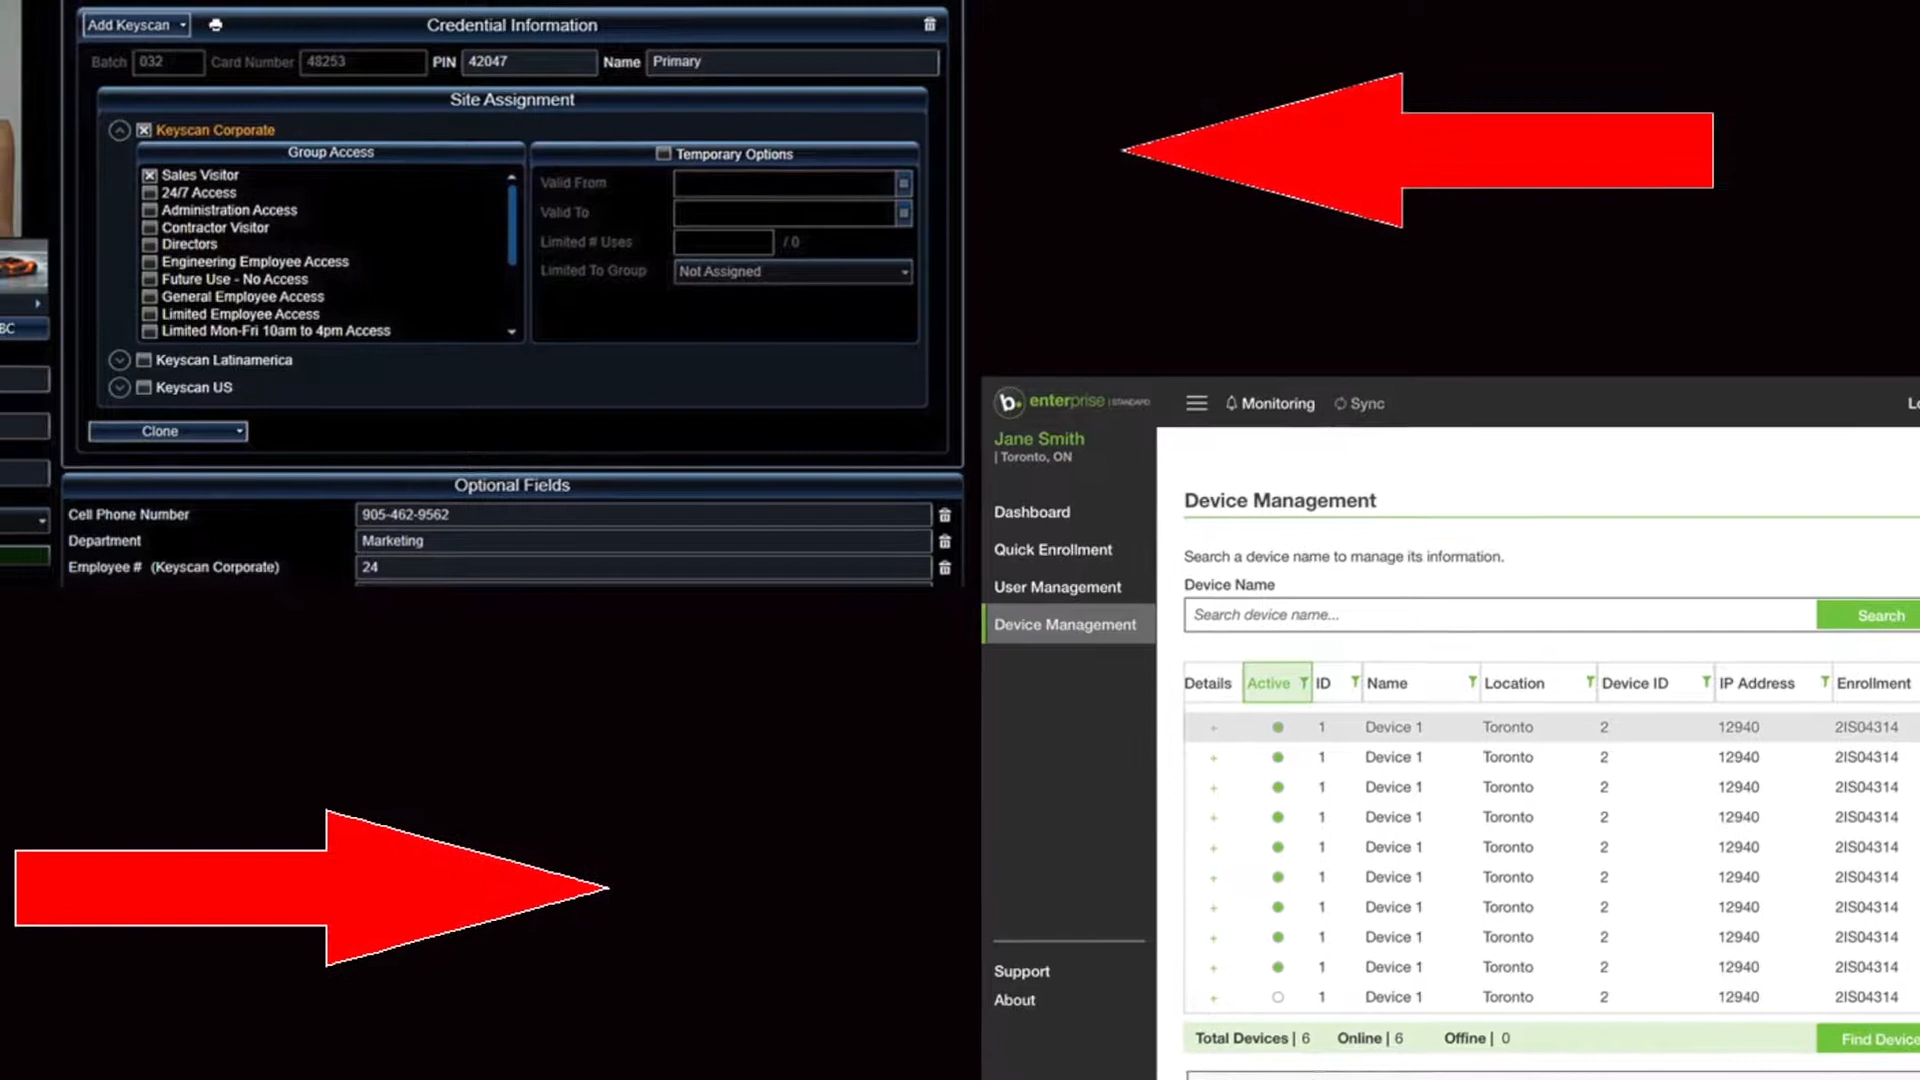 Add Keyscan
Credential Information
Batch 032 Card Number 48253 PIN 42047 Name Primary
Site Assignment
Keyscan Corporate
Group Access
Temporary Options
Sales Visitor
24/7 Access
Administration Access
Contractor Visitor
Directors
Engineering Employee Access
Future Use - No Access
General Employee Access
Limited Employee Access
Limited Mon-Fri 10am to 4pm Access
Valid From
Valid To
Limited # Uses / 0
Limited To Group Not Assigned
Keyscan Latinamerica
Keyscan US
Clone
BC
Optional Fields
Cell Phone Number 905-462-9562
Department Marketing
Employee # (Keyscan Corporate) 24
b. enterprise | STANDARD
Monitoring Sync Lo
Jane Smith
| Toronto, ON
Dashboard
Quick Enrollment
User Management
Device Management
Support
About
Device Management
Search a device name to manage its information.
Device Name
Search device name... Search
Details Active ID Name Location Device ID IP Address Enrollment
+ 1 Device 1 Toronto 2 12940 2IS04314
+ 1 Device 1 Toronto 2 12940 2IS04314
+ 1 Device 1 Toronto 2 12940 2IS04314
+ 1 Device 1 Toronto 2 12940 2IS04314
+ 1 Device 1 Toronto 2 12940 2IS04314
+ 1 Device 1 Toronto 2 12940 2IS04314
+ 1 Device 1 Toronto 2 12940 2IS04314
+ 1 Device 1 Toronto 2 12940 2IS04314
+ 1 Device 1 Toronto 2 12940 2IS04314
+ 1 Device 1 Toronto 2 12940 2IS04314
Total Devices | 6 Online | 6 Offine | 0 Find Device